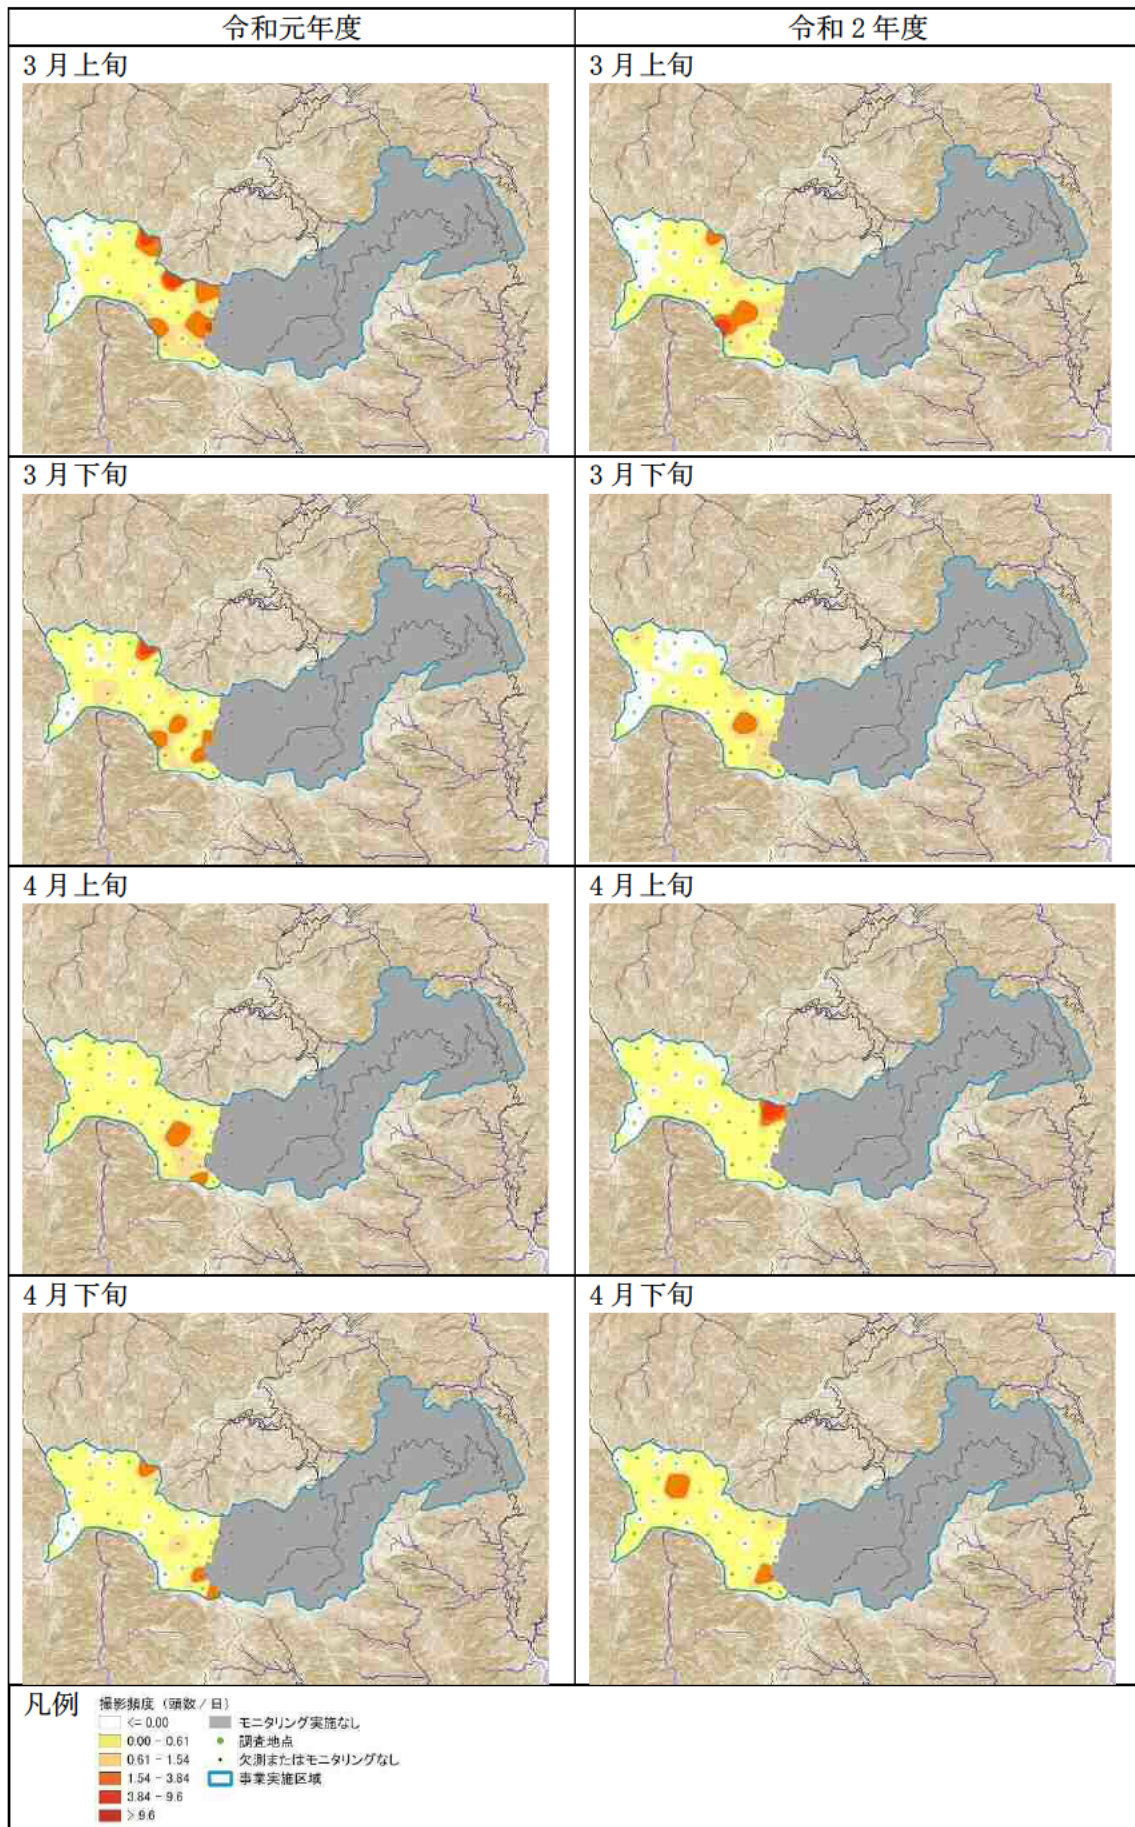 令和元年度
令和２年度
3月上旬
3月上旬
3月下旬
3月下旬
4月上旬
4月上旬
4月下旬
4月下旬
凡例
撮影頻度（頭数／日）
<= 0.00
0.00 - 0.61
0.61 - 1.54
1.54 - 3.84
3.84 - 9.6
> 9.6
モニタリング実施なし
調査地点
欠測またはモニタリングなし
事業実施区域